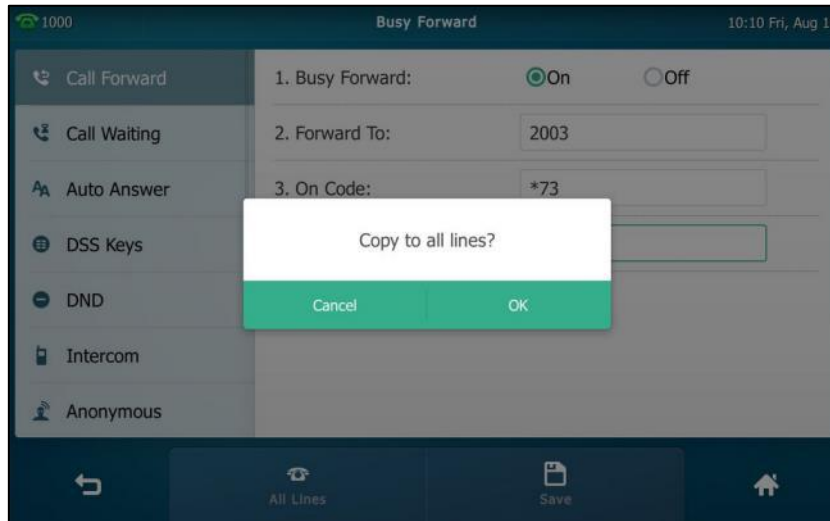 1000
Busy Forward
10:10 Fri, Aug 1
Call Forward
Call Waiting
Auto Answer
DSS Keys
DND
Intercom
Anonymous
1. Busy Forward:
On
Off
2. Forward To:
2003
3. On Code:
*73
Copy to all lines?
Cancel
OK
All Lines
Save